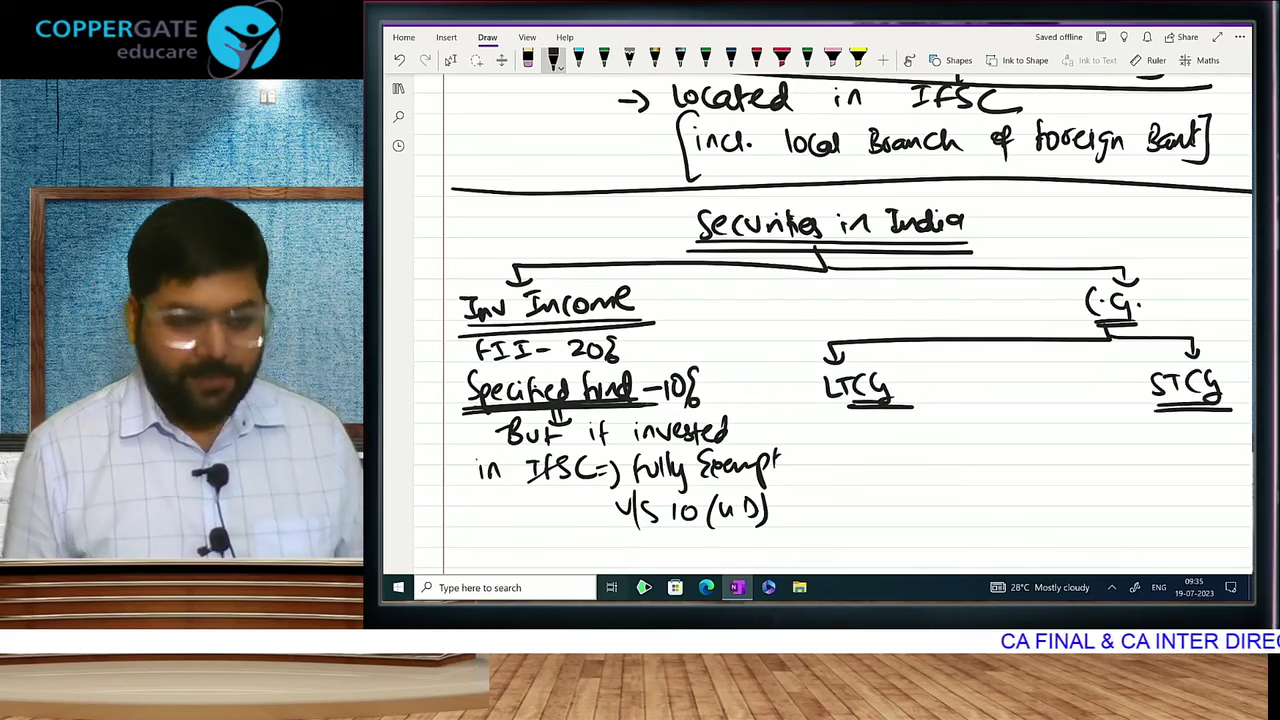 COPPERGATE
educare
Home Insert Draw View Help
Saved offline
Share
Shapes
Ink to Shape
Ink to Text
Ruler
Maths
→ located in IFSC
[incl. local Branch of foreign Bank]
Securities in India
Inv Income
C.G.
FII - 20%
LTCG
STCG
Specified fund - 10%
But if invested
in IFSC => fully Exempt
v/s 10(4D)
Type here to search
28°C Mostly cloudy
ENG
09:35
19-07-2023
CA FINAL & CA INTER DIREC